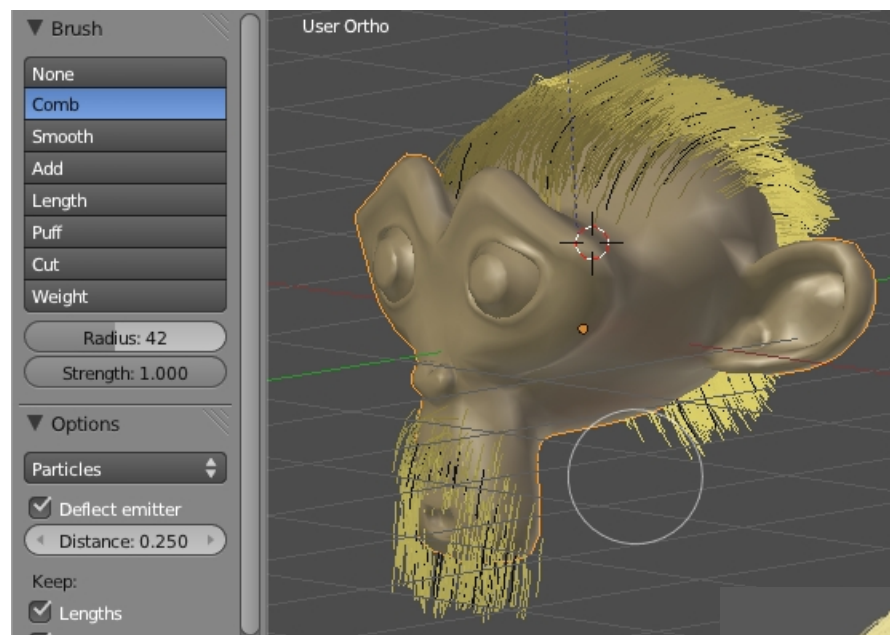 Brush
None
Comb
Smooth
Add
Length
Puff
Cut
Weight
Radius: 42
Strength: 1.000
Options
Particles
Deflect emitter
Distance: 0.250
Keep:
Lengths
User Ortho